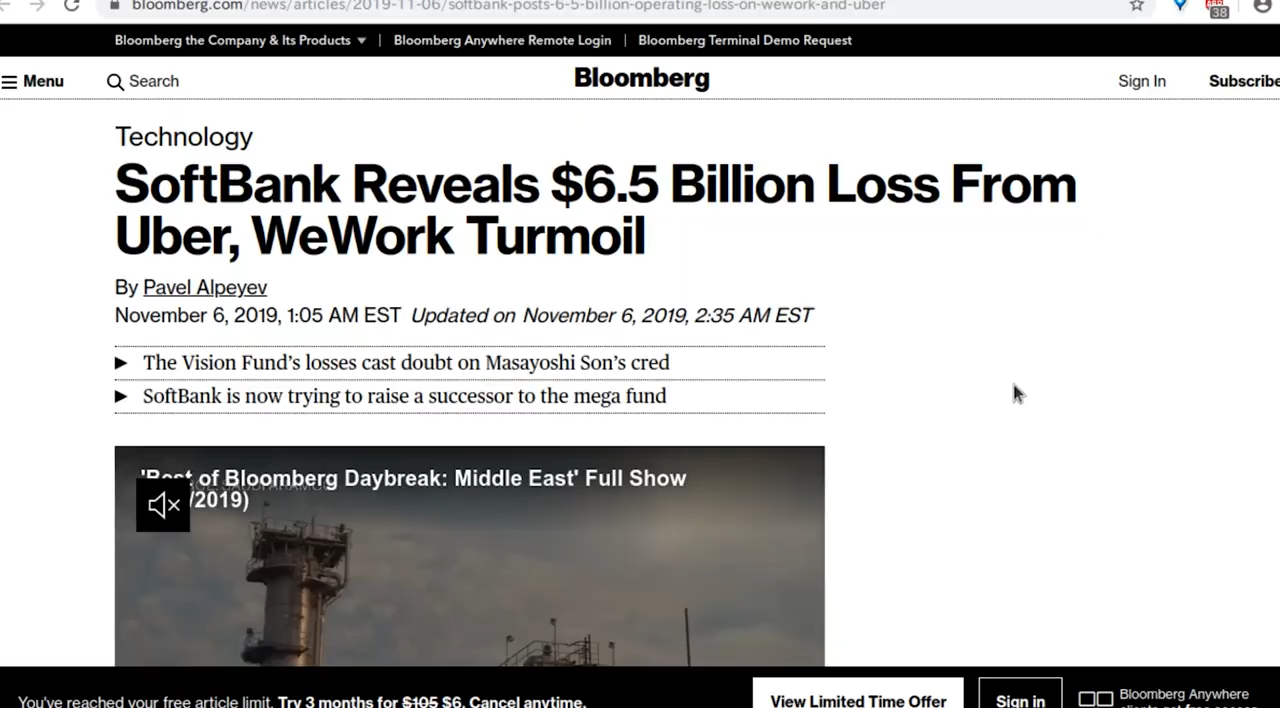 bloomberg.com/news/articles/2019-11-06/softbank-posts-6-5-billion-operating-loss-on-wework-and-uber
38
Bloomberg the Company & Its Products ▼ | Bloomberg Anywhere Remote Login | Bloomberg Terminal Demo Request
Menu Search Bloomberg Sign In Subscribe
Technology
SoftBank Reveals $6.5 Billion Loss From
Uber, WeWork Turmoil
By Pavel Alpeyev
November 6, 2019, 1:05 AM EST Updated on November 6, 2019, 2:35 AM EST
► The Vision Fund's losses cast doubt on Masayoshi Son's cred
► SoftBank is now trying to raise a successor to the mega fund
'Best of Bloomberg Daybreak: Middle East' Full Show
/2019)
You've reached your free article limit. Try 3 months for $105 $6. Cancel anytime.
View Limited Time Offer
Sign in
Bloomberg Anywhere